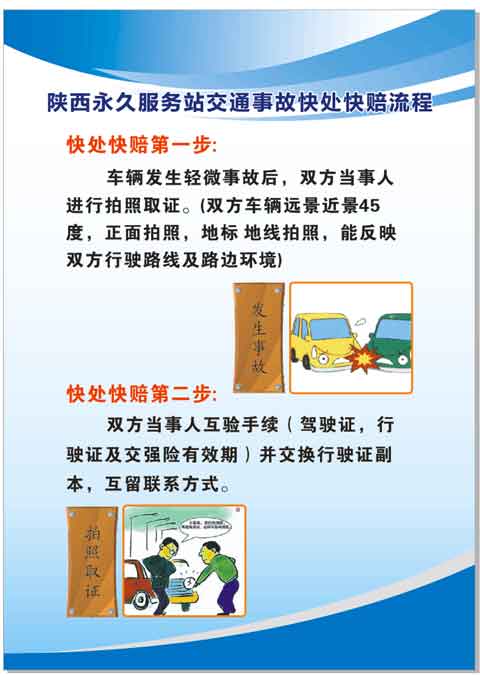 陕西永久服务站交通事故快处快赔流程
快处快赔第一步:
车辆发生轻微事故后，双方当事人
进行拍照取证。(双方车辆远景近景45
度，正面拍照，地标 地线拍照，能反映
双方行驶路线及路边环境)
发生事故
快处快赔第二步:
双方当事人互验手续（驾驶证，行
驶证及交强险有效期）并交换行驶证副
本，互留联系方式。
拍照取证